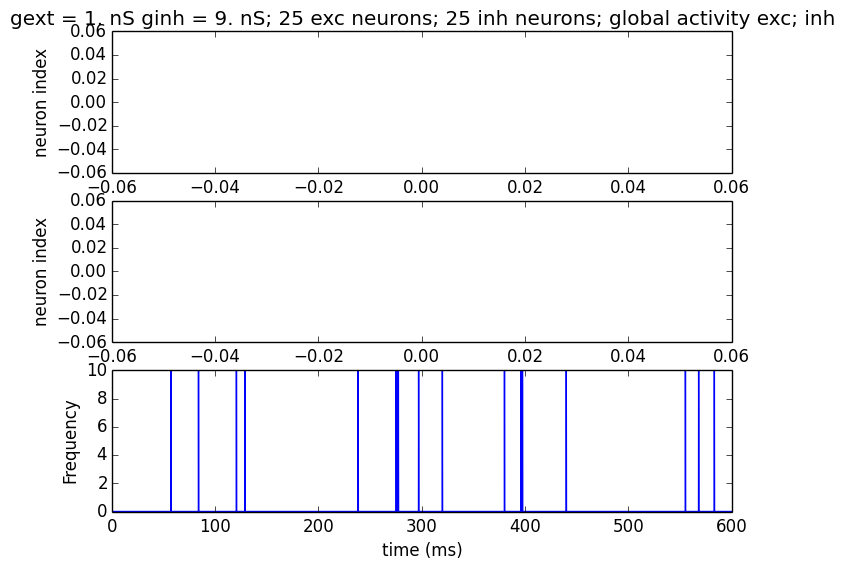 gext = 1. nS ginh = 9. nS; 25 exc neurons; 25 inh neurons; global activity exc; inh
0.06
0.04
0.02
0.00
−0.02
−0.04
−0.06
neuron index
−0.06 −0.04 −0.02 0.00 0.02 0.04 0.06
0.06
0.04
0.02
0.00
−0.02
−0.04
−0.06
neuron index
−0.06 −0.04 −0.02 0.00 0.02 0.04 0.06
10
8
6
4
2
0
Frequency
0 100 200 300 400 500 600
time (ms)